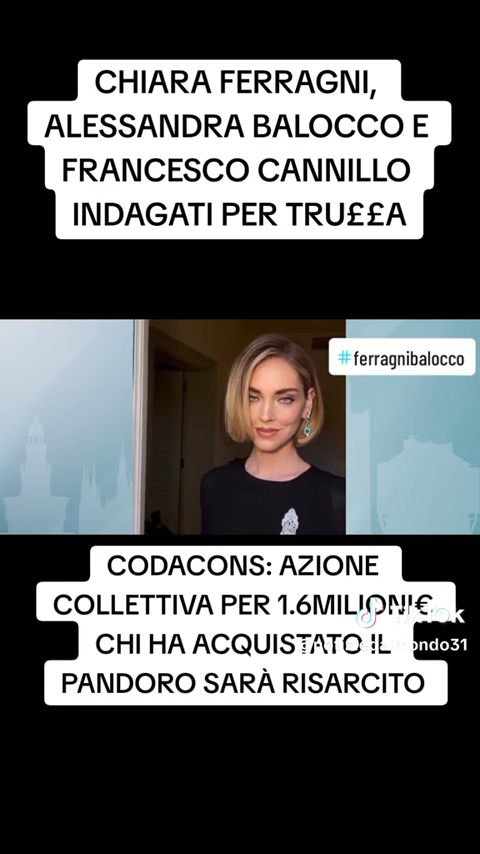 CHIARA FERRAGNI,
ALESSANDRA BALOCCO E
FRANCESCO CANNILLO
INDAGATI PER TRU££A
#ferragnibalocco
CODACONS: AZIONE
COLLETTIVA PER 1.6MILIONI€
CHI HA ACQUISTATO IL
PANDORO SARÀ RISARCITO
TikTok